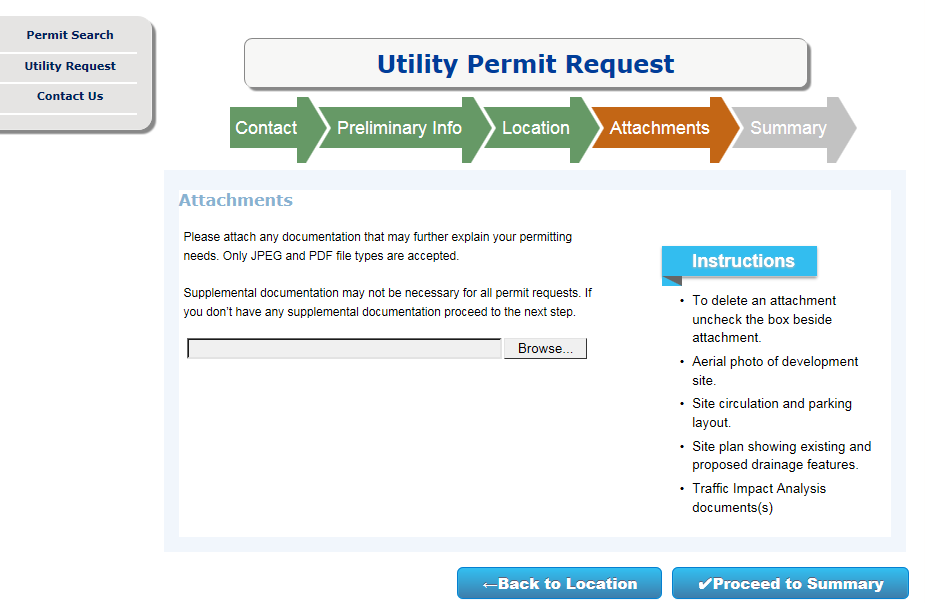 Permit Search
Utility Request
Contact Us
Utility Permit Request
Contact
Preliminary Info
Location
Attachments
Summary
Attachments
Please attach any documentation that may further explain your permitting
needs. Only JPEG and PDF file types are accepted.
Supplemental documentation may not be necessary for all permit requests. If
you don’t have any supplemental documentation proceed to the next step.
Browse...
Instructions
• To delete an attachment
uncheck the box beside
attachment.
• Aerial photo of development
site.
• Site circulation and parking
layout.
• Site plan showing existing and
proposed drainage features.
• Traffic Impact Analysis
documents(s)
←Back to Location
✔Proceed to Summary